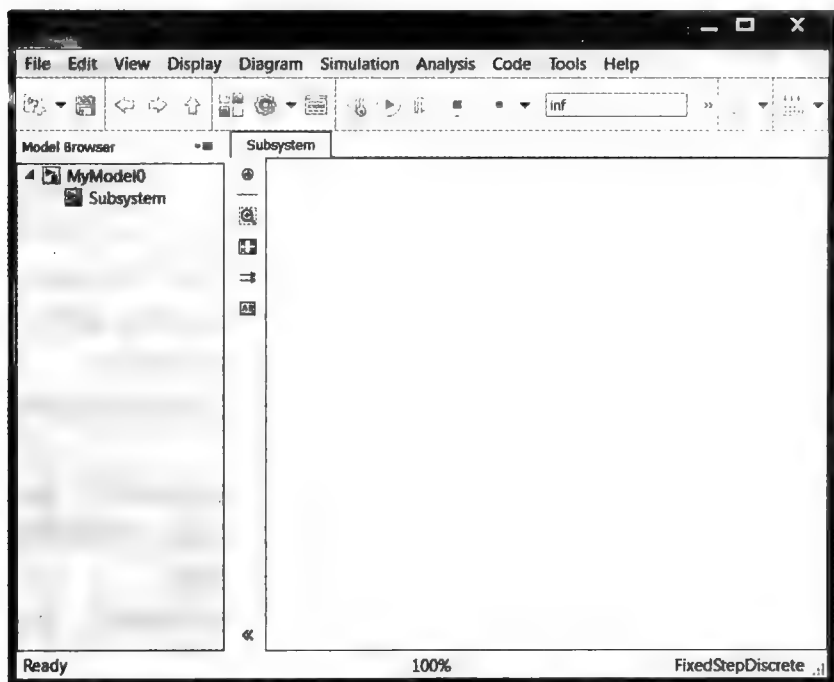 File Edit View Display Diagram Simulation Analysis Code Tools Help
inf »
Model Browser
Subsystem
MyModel0
Subsystem
«
Ready 100% FixedStepDiscrete